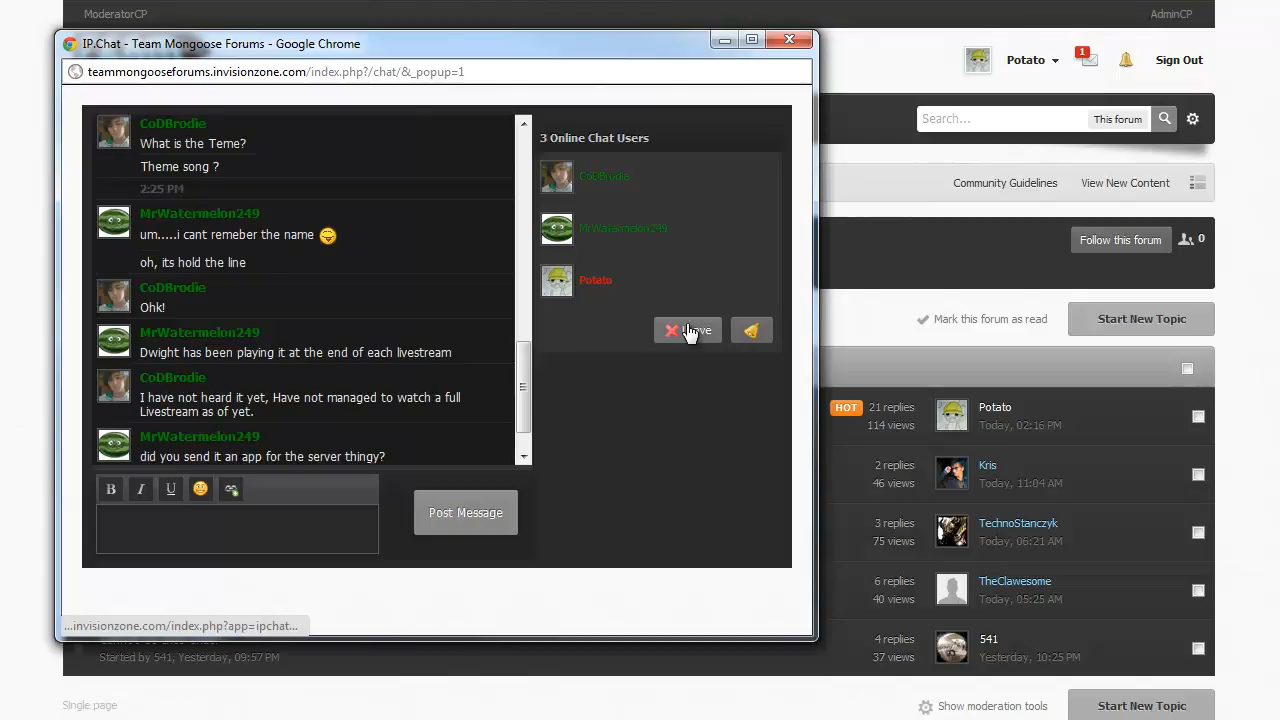 ModeratorCP
AdminCP
IP.Chat - Team Mongoose Forums - Google Chrome
teammongooseforums.invisionzone.com/index.php?/chat/&_popup=1
Potato
1
Sign Out
Search...
This forum
Community Guidelines
View New Content
Follow this forum
0
Mark this forum as read
Start New Topic
CoDBrodie
What is the Teme?
Theme song ?
2:25 PM
MrWatermelon249
um.....i cant remeber the name
oh, its hold the line
CoDBrodie
Ohk!
MrWatermelon249
Dwight has been playing it at the end of each livestream
CoDBrodie
I have not heard it yet, Have not managed to watch a full
Livestream as of yet.
MrWatermelon249
did you send it an app for the server thingy?
B I U
Post Message
3 Online Chat Users
CoDBrodie
MrWatermelon249
Potato
...invisionzone.com/index.php?app=ipchat...
HOT
21 replies
114 views
Potato
Today, 02:16 PM
2 replies
46 views
Kris
Today, 11:04 AM
3 replies
75 views
TechnoStanczyk
Today, 06:21 AM
6 replies
40 views
TheClawesome
Today, 05:25 AM
4 replies
37 views
541
Yesterday, 10:25 PM
Started by 541, Yesterday, 09:57 PM
Single page
Show moderation tools
Start New Topic